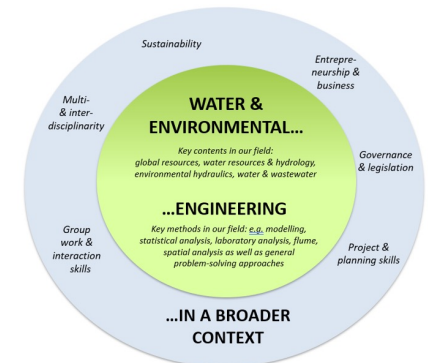 Sustainability
Entrepre-
neurship &
business
Multi-
& inter-
disciplinarity
WATER &
ENVIRONMENTAL...
Key contents in our field:
global resources, water resources & hydrology,
environmental hydraulics, water & wastewater
Governance
& legislation
...ENGINEERING
Key methods in our field: e.g. modelling,
statistical analysis, laboratory analysis, flume,
spatial analysis as well as general
problem-solving approaches
Group
work &
interaction
skills
Project &
planning skills
...IN A BROADER
CONTEXT